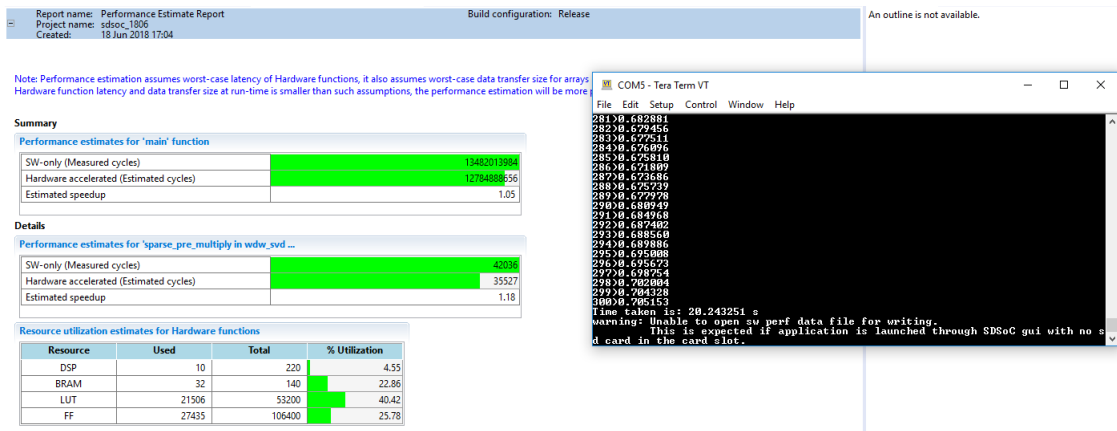 Report name: Performance Estimate Report
Build configuration: Release
Project name: sdsoc_1806
Created: 18 Jun 2018 17:04
An outline is not available.
Note: Performance estimation assumes worst-case latency of Hardware functions, it also assumes worst-case data transfer size for arrays
Hardware function latency and data transfer size at run-time is smaller than such assumptions, the performance estimation will be more
Summary
Performance estimates for 'main' function
SW-only (Measured cycles) 13482013984
Hardware accelerated (Estimated cycles) 12784888656
Estimated speedup 1.05
Details
Performance estimates for 'sparse_pre_multiply in wdw_svd ...
SW-only (Measured cycles) 42036
Hardware accelerated (Estimated cycles) 35527
Estimated speedup 1.18
Resource utilization estimates for Hardware functions
Resource Used Total % Utilization
DSP 10 220 4.55
BRAM 32 140 22.86
LUT 21506 53200 40.42
FF 27435 106400 25.78
COM5 - Tera Term VT
File Edit Setup Control Window Help
281>0.682881
282>0.679456
283>0.677511
284>0.676096
285>0.675810
286>0.671809
287>0.673686
288>0.675739
289>0.677978
290>0.680949
291>0.684968
292>0.687402
293>0.688560
294>0.689886
295>0.695008
296>0.695673
297>0.698754
298>0.702004
299>0.704328
300>0.705153
Time taken is: 20.243251 s
warning: Unable to open sw perf data file for writing.
This is expected if application is launched through SDSoC gui with no s
d card in the card slot.